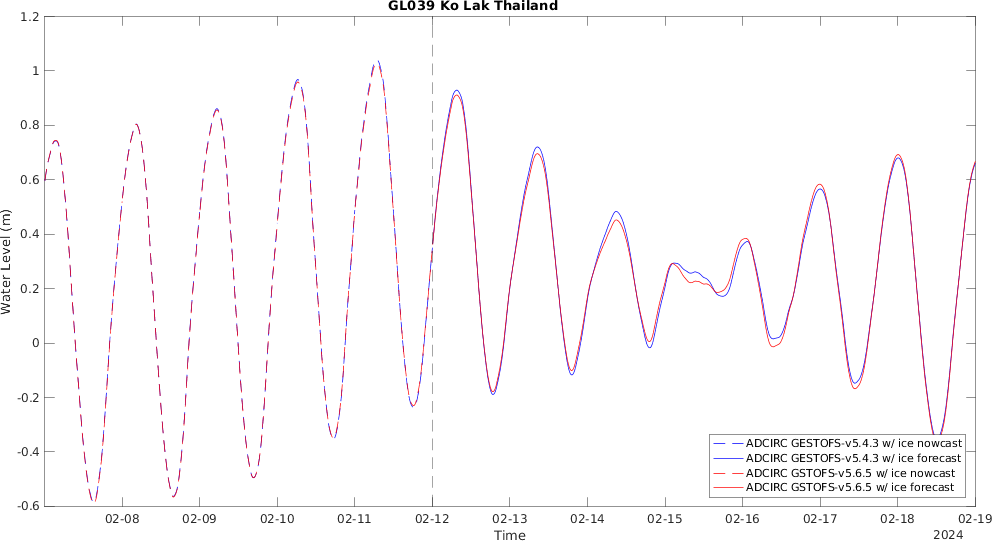 GL039 Ko Lak Thailand
1.2
1
0.8
0.6
0.4
0.2
0
-0.2
-0.4
-0.6
Water Level (m)
ADCIRC GESTOFS-v5.4.3 w/ ice nowcast
ADCIRC GESTOFS-v5.4.3 w/ ice forecast
ADCIRC GSTOFS-v5.6.5 w/ ice nowcast
ADCIRC GSTOFS-v5.6.5 w/ ice forecast
02-08 02-09 02-10 02-11 02-12 02-13 02-14 02-15 02-16 02-17 02-18 02-19
Time
2024